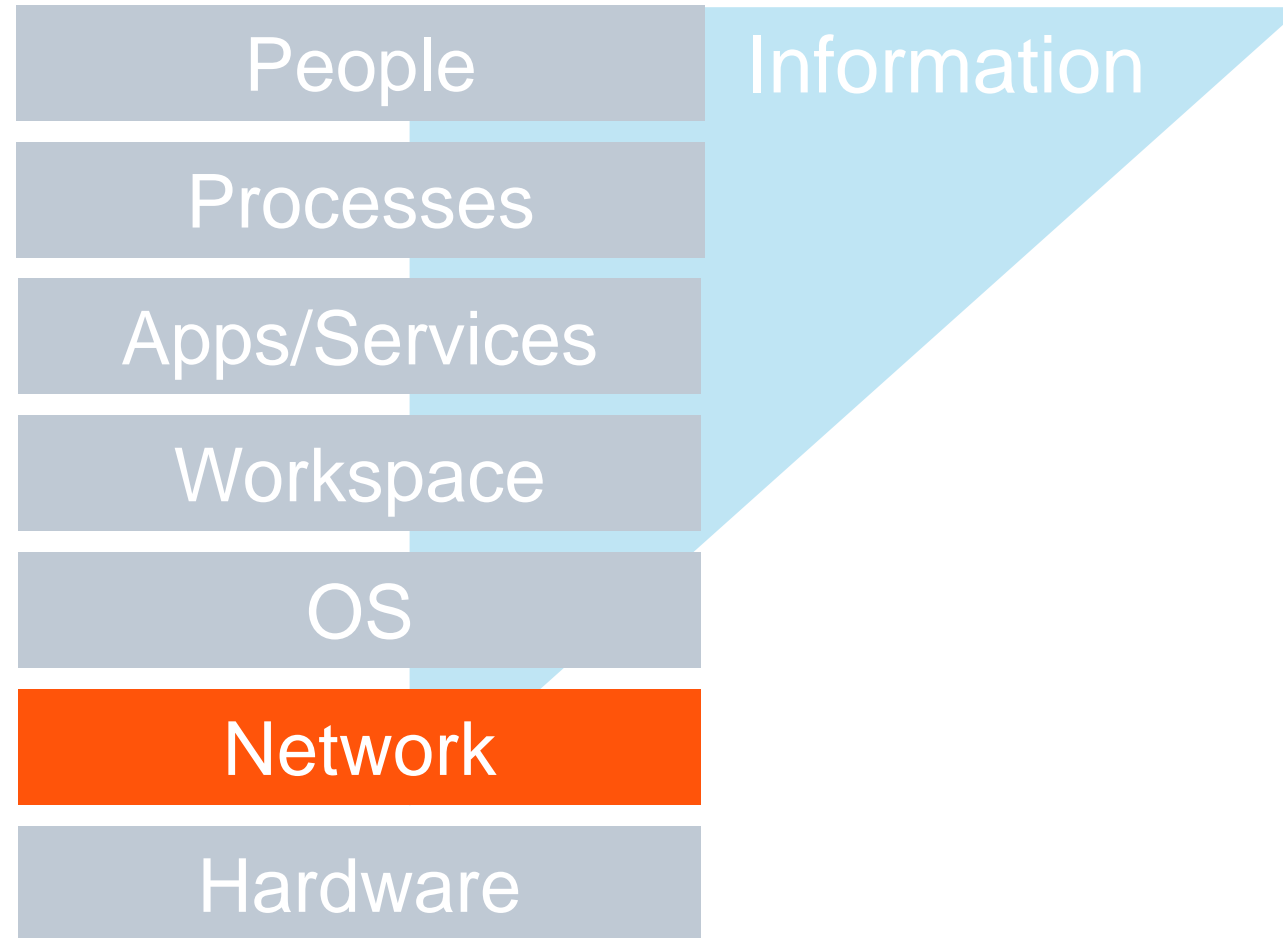 People
Information
Processes
Apps/Services
Workspace
OS
Network
Hardware